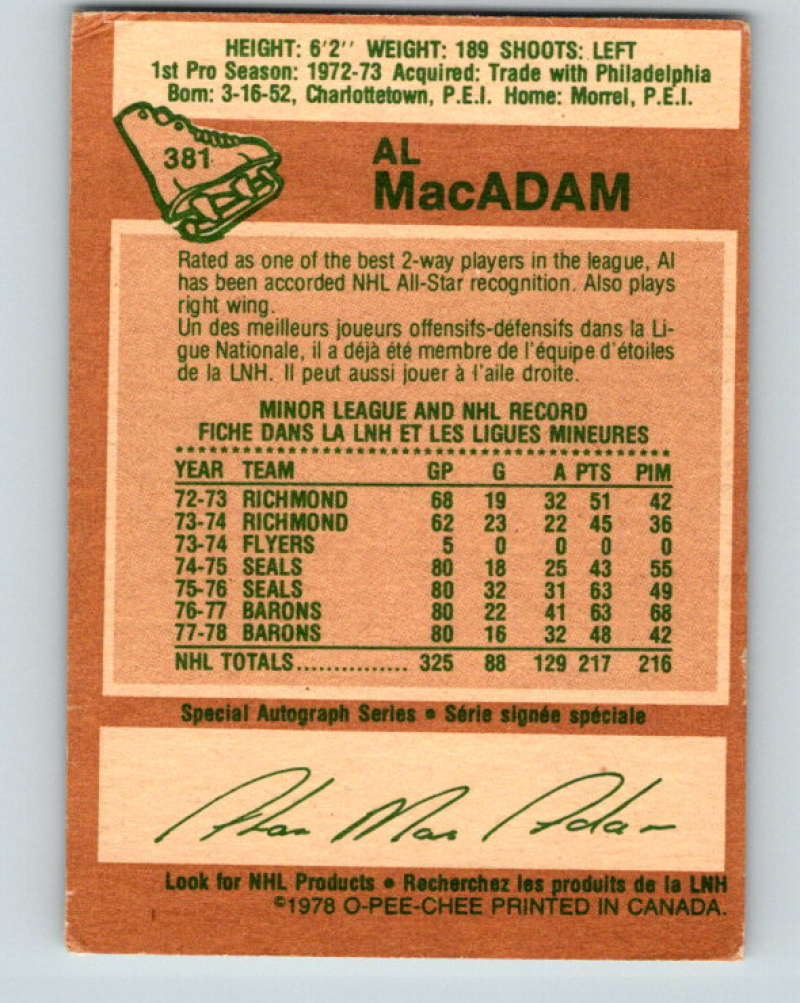 HEIGHT: 6'2'' WEIGHT: 189 SHOOTS: LEFT
1st Pro Season: 1972-73 Acquired: Trade with Philadelphia
Born: 3-16-52, Charlottetown, P.E.I. Home: Morrel, P.E.I.
381
AL
MacADAM
Rated as one of the best 2-way players in the league, Al
has been accorded NHL All-Star recognition. Also plays
right wing.
Un des meilleurs joueurs offensifs-défensifs dans la Li-
gue Nationale, il a déjà été membre de l'équipe d'étoiles
de la LNH. Il peut aussi jouer à l'aile droite.
MINOR LEAGUE AND NHL RECORD
FICHE DANS LA LNH ET LES LIGUES MINEURES
YEAR TEAM GP G A PTS PIM
72-73 RICHMOND 68 19 32 51 42
73-74 RICHMOND 62 23 22 45 36
73-74 FLYERS 5 0 0 0 0
74-75 SEALS 80 18 25 43 55
75-76 SEALS 80 32 31 63 49
76-77 BARONS 80 22 41 63 68
77-78 BARONS 80 16 32 48 42
NHL TOTALS............... 325 88 129 217 216
Special Autograph Series • Série signée spéciale
Alan Mac Adam
Look for NHL Products • Recherchez les produits de la LNH
©1978 O-PEE-CHEE PRINTED IN CANADA.